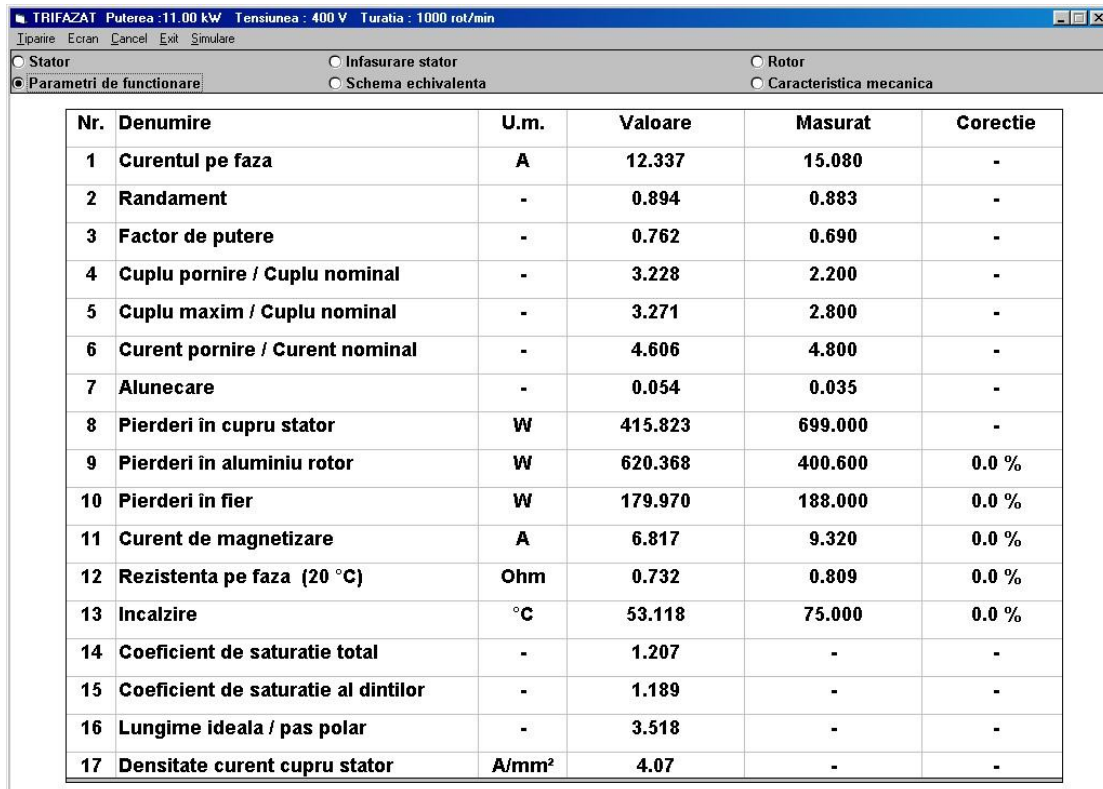 TRIFAZAT Puterea :11.00 kW Tensiunea : 400 V Turatia : 1000 rot/min
Tiparire Ecran Cancel Exit Simulare
Stator Infasurare stator Rotor
Parametri de functionare Schema echivalenta Caracteristica mecanica
Nr. Denumire U.m. Valoare Masurat Corectie
1 Curentul pe faza A 12.337 15.080 -
2 Randament - 0.894 0.883 -
3 Factor de putere - 0.762 0.690 -
4 Cuplu pornire / Cuplu nominal - 3.228 2.200 -
5 Cuplu maxim / Cuplu nominal - 3.271 2.800 -
6 Curent pornire / Curent nominal - 4.606 4.800 -
7 Alunecare - 0.054 0.035 -
8 Pierderi în cupru stator W 415.823 699.000 -
9 Pierderi în aluminiu rotor W 620.368 400.600 0.0 %
10 Pierderi în fier W 179.970 188.000 0.0 %
11 Curent de magnetizare A 6.817 9.320 0.0 %
12 Rezistenta pe faza (20 °C) Ohm 0.732 0.809 0.0 %
13 Incalzire °C 53.118 75.000 0.0 %
14 Coeficient de saturatie total - 1.207 - -
15 Coeficient de saturatie al dintilor - 1.189 - -
16 Lungime ideala / pas polar - 3.518 - -
17 Densitate curent cupru stator A/mm² 4.07 - -